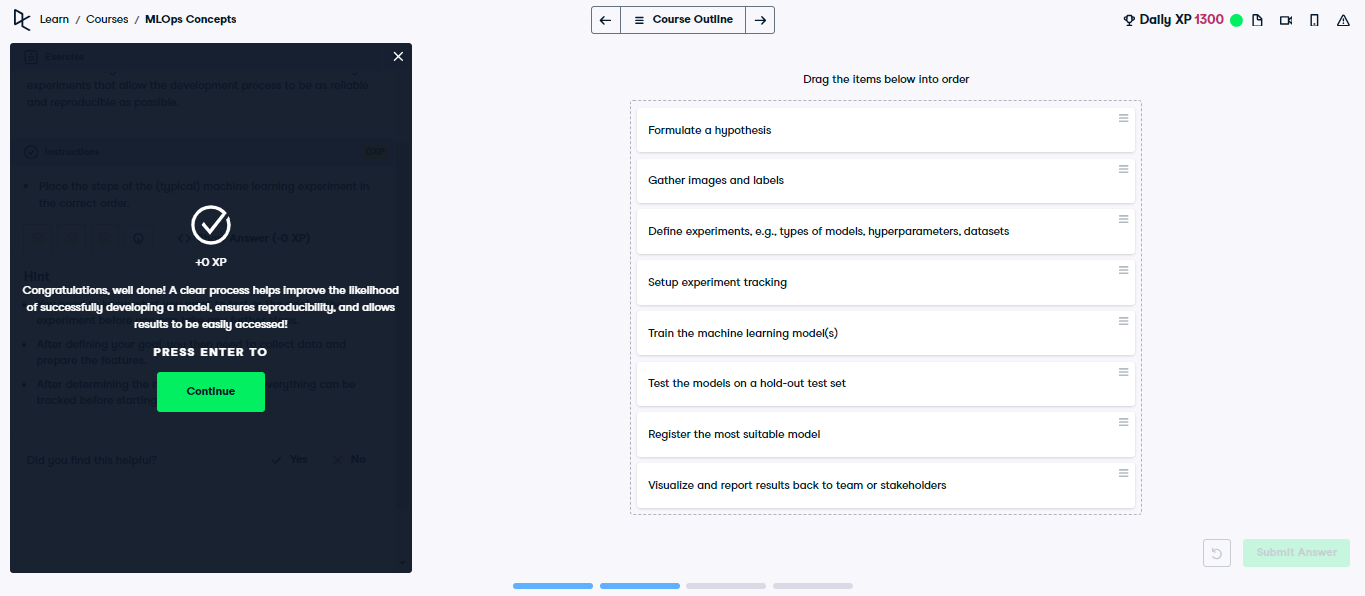 Learn / Courses / MLOps Concepts
Course Outline
Daily XP 1300
Exercise
experiments that allow the development process to be as reliable
and reproducible as possible.
Instructions
Place the steps of the (typical) machine learning experiment in
the correct order.
Answer (-0 XP)
Hint
+0 XP
Congratulations, well done! A clear process helps improve the likelihood
of successfully developing a model, ensures reproducibility, and allows
results to be easily accessed!
After defining your goal, you then need to collect data and
prepare the features.
PRESS ENTER TO
After determining the
everything can be
tracked before starting
Continue
Did you find this helpful?
Yes
No
Drag the items below into order
Formulate a hypothesis
Gather images and labels
Define experiments, e.g., types of models, hyperparameters, datasets
Setup experiment tracking
Train the machine learning model(s)
Test the models on a hold-out test set
Register the most suitable model
Visualize and report results back to team or stakeholders
Submit Answer